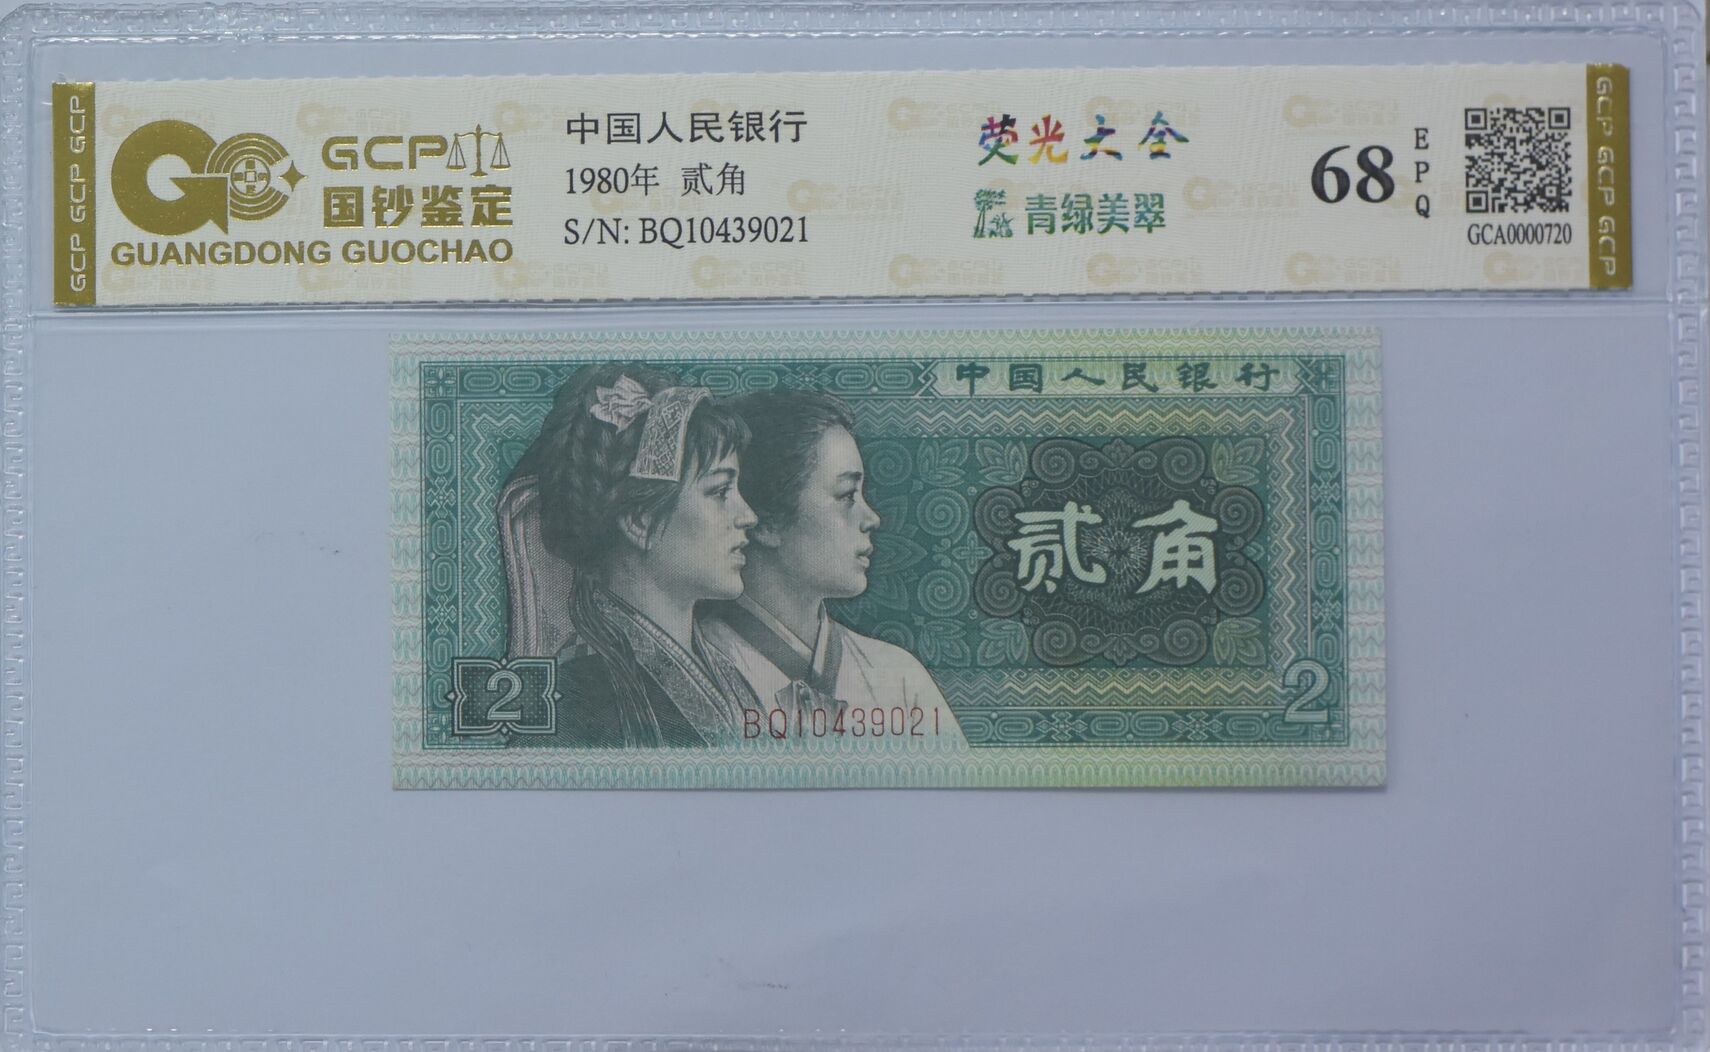 GCP GCP GCP
GCP
国钞鉴定
GUANGDONG GUOCHAO
中国人民银行
1980年 贰角
S/N: BQ10439021
荧光大全
青绿美翠
68
EPQ
GCA0000720
GCP GCP GCP
中国人民银行
贰角
2
2
BQ10439021